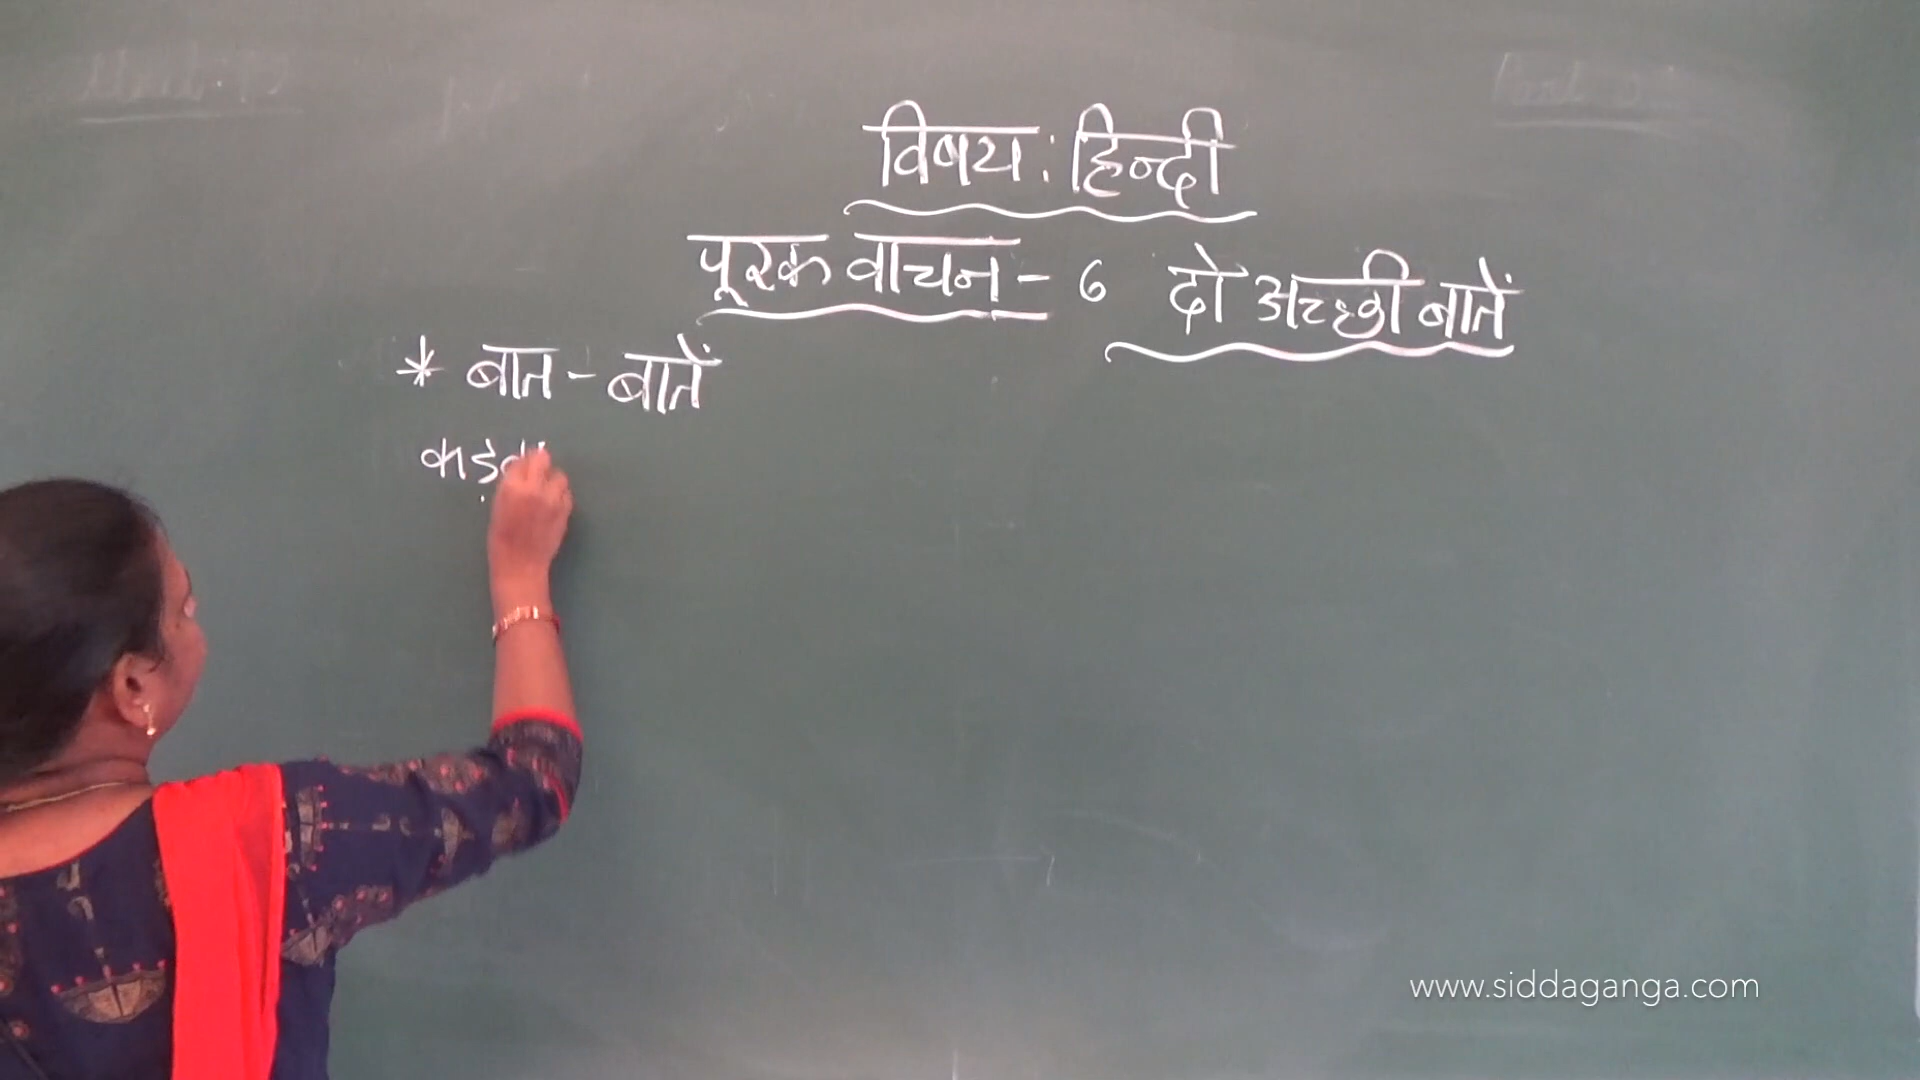 विषय : हिन्दी
पूरक वाचन - 6 दो अच्छी बातें
* बात - बातें
www.siddaganga.com